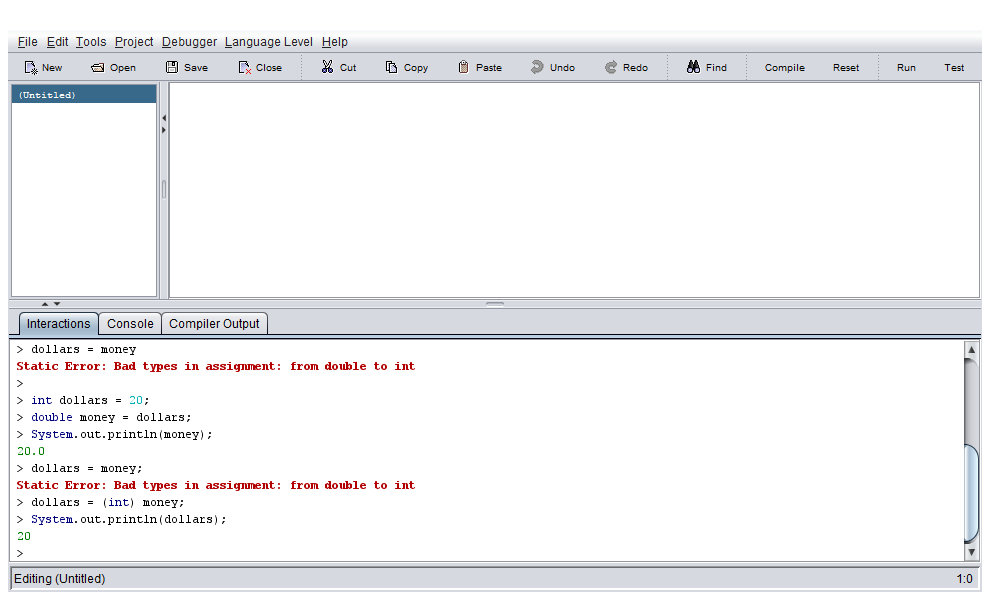 File Edit Tools Project Debugger Language Level Help
New Open Save Close Cut Copy Paste Undo Redo Find Compile Reset Run Test
(Untitled)
Interactions Console Compiler Output
> dollars = money
Static Error: Bad types in assignment: from double to int
>
> int dollars = 20;
> double money = dollars;
> System.out.println(money);
20.0
> dollars = money;
Static Error: Bad types in assignment: from double to int
> dollars = (int) money;
> System.out.println(dollars);
20
>
Editing (Untitled) 1:0